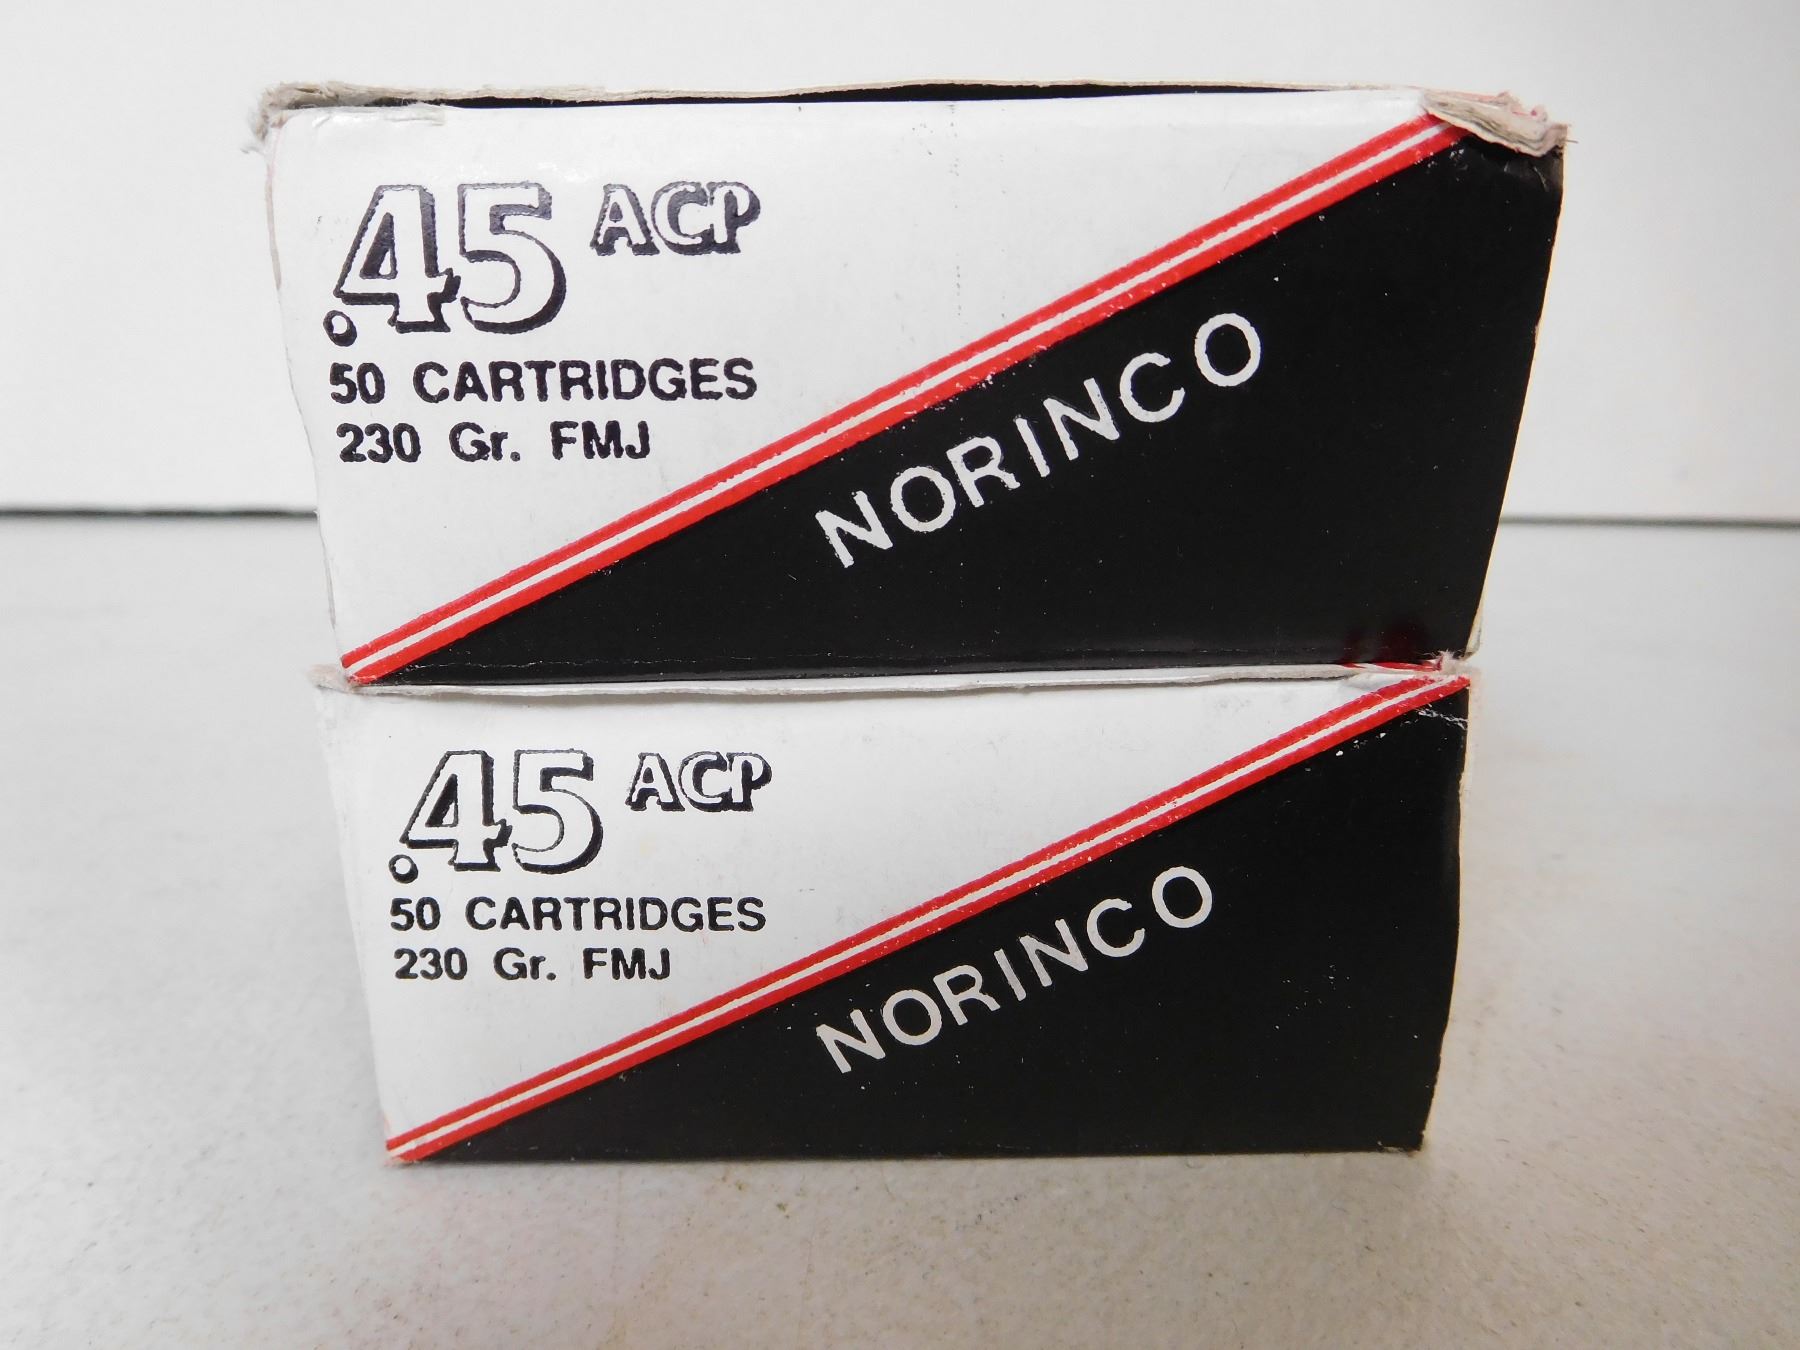 .45 ACP
50 CARTRIDGES
230 Gr. FMJ
NORINCO
.45 ACP
50 CARTRIDGES
230 Gr. FMJ
NORINCO